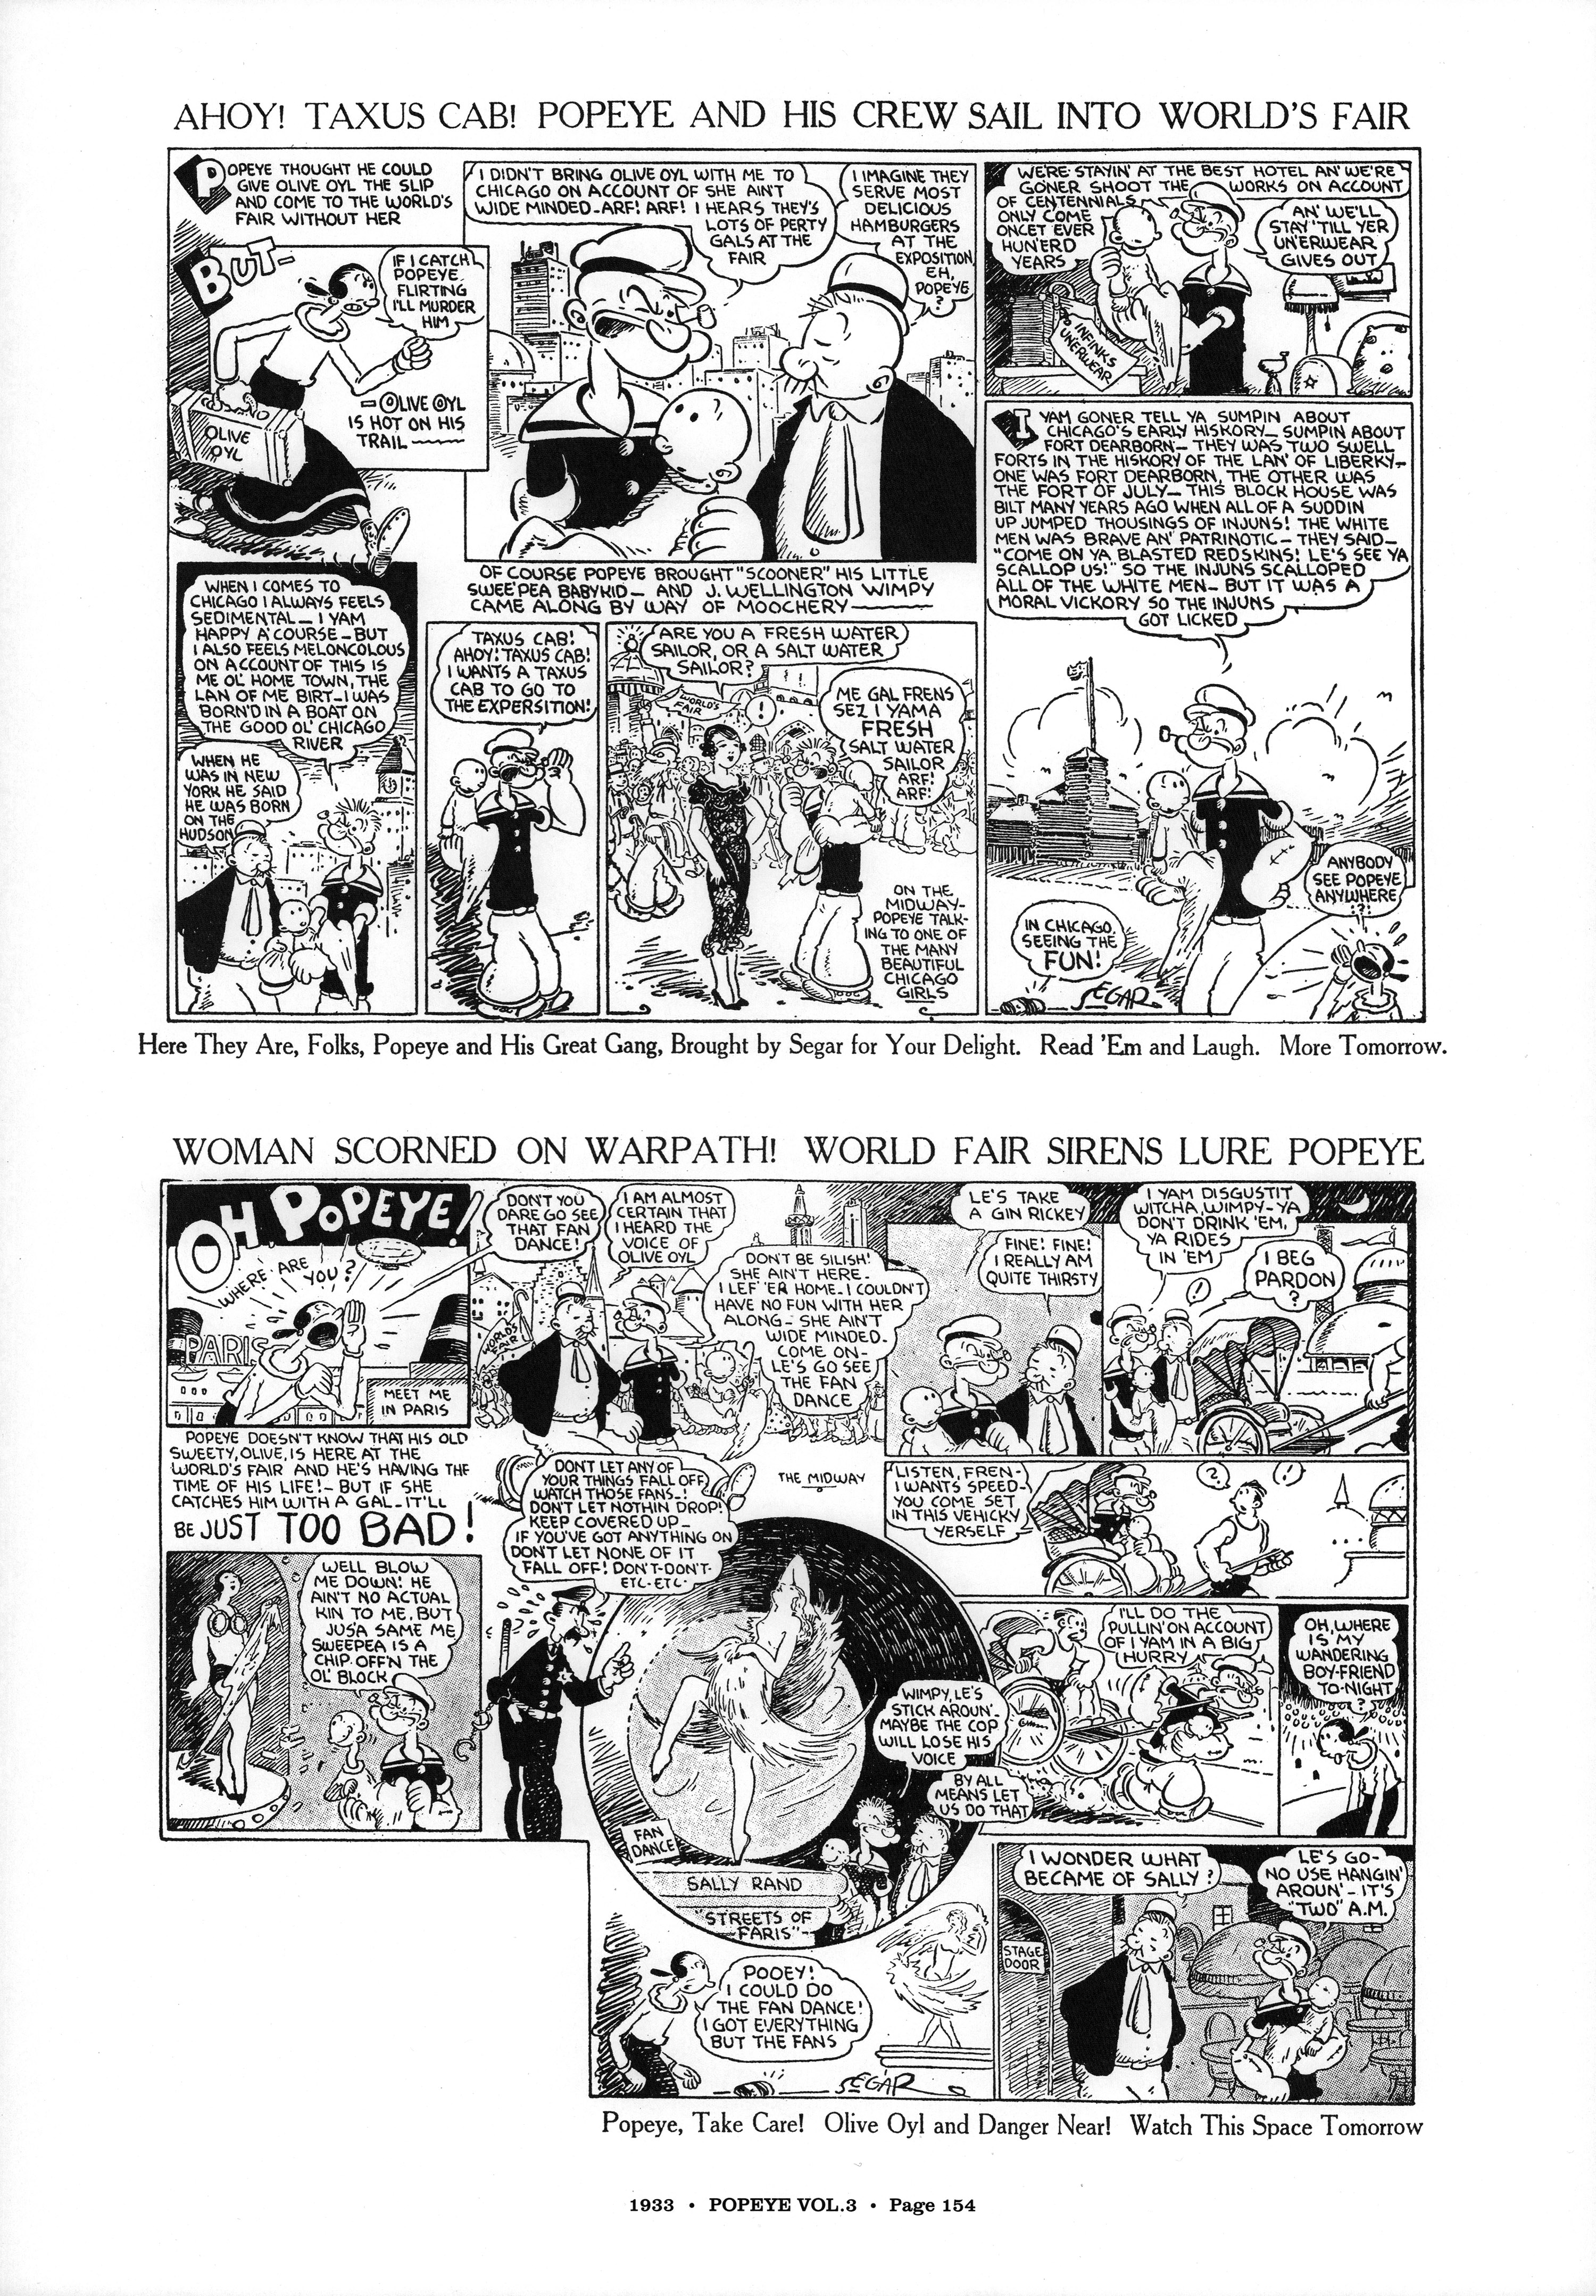 AHOY! TAXUS CAB! POPEYE AND HIS CREW SAIL INTO WORLD'S FAIR
POPEYE THOUGHT HE COULD
GIVE OLIVE OYL THE SLIP
AND COME TO THE WORLD'S
FAIR WITHOUT HER
BUT-
IF I CATCH
POPEYE
FLIRTING
I'LL MURDER
HIM
-OLIVE OYL
IS HOT ON HIS
TRAIL
OLIVE
OYL
I DIDN'T BRING OLIVE OYL WITH ME TO
CHICAGO ON ACCOUNT OF SHE AIN'T
WIDE MINDED-ARF! ARF! I HEARS THEY'S
LOTS OF PERTY
GALS AT THE
FAIR
I IMAGINE THEY
SERVE MOST
DELICIOUS
HAMBURGERS
AT THE
EXPOSITION,
EH,
POPEYE
?
OF COURSE POPEYE BROUGHT "SCOONER" HIS LITTLE
SWEE'PEA BABYKID- AND J. WELLINGTON WIMPY
CAME ALONG BY WAY OF MOOCHERY
WE'RE STAYIN' AT THE BEST HOTEL AN' WE'RE
GONER SHOOT THE WORKS ON ACCOUNT
OF CENTENNIALS
ONLY COME
ONCET EVER
HUN'ERD
YEARS
AN' WE'LL
STAY 'TILL YER
UN'ERWEAR
GIVES OUT
INFINKS
UNERWEAR
I YAM GONER TELL YA SUMPIN ABOUT
CHICAGO'S EARLY HISKORY- SUMPIN ABOUT
FORT DEARBORN- THEY WAS TWO SWELL
FORTS IN THE HISKORY OF THE LAN' OF LIBERKY-
ONE WAS FORT DEARBORN, THE OTHER WAS
THE FORT OF JULY- THIS BLOCK HOUSE WAS
BILT MANY YEARS AGO WHEN ALL OF A SUDDIN
UP JUMPED THOUSINGS OF INJUNS! THE WHITE
MEN WAS BRAVE AN' PATRINOTIC- THEY SAID-
"COME ON YA BLASTED REDSKINS! LE'S SEE YA
SCALLOP US!" SO THE INJUNS SCALLOPED
ALL OF THE WHITE MEN- BUT IT WAS A
MORAL VICKORY SO THE INJUNS
GOT LICKED
WHEN I COMES TO
CHICAGO I ALWAYS FEELS
SEDIMENTAL- I YAM
HAPPY A'COURSE-BUT
I ALSO FEELS MELONCOLOUS
ON ACCOUNT OF THIS IS
ME OL' HOME TOWN, THE
LAN OF ME BIRT-I WAS
BORN'D IN A BOAT ON
THE GOOD OL' CHICAGO
RIVER
WHEN HE
WAS IN NEW
YORK HE SAID
HE WAS BORN
ON THE
HUDSON
TAXUS CAB!
AHOY! TAXUS CAB!
I WANTS A TAXUS
CAB TO GO TO
THE EXPERSITION!
ARE YOU A FRESH WATER
SAILOR, OR A SALT WATER
SAILOR?
WORLD'S
FAIR
!
ME GAL FRENS
SEZ I YAM A
FRESH
SALT WATER
SAILOR
ARF!
ARF!
ON THE
MIDWAY-
POPEYE TALK-
ING TO ONE OF
THE MANY
BEAUTIFUL
CHICAGO
GIRLS
ANYBODY
SEE POPEYE
ANYWHERE
?!?
IN CHICAGO,
SEEING THE
FUN!
SEGAR
Here They Are, Folks, Popeye and His Great Gang, Brought by Segar for Your Delight. Read 'Em and Laugh. More Tomorrow.
WOMAN SCORNED ON WARPATH! WORLD FAIR SIRENS LURE POPEYE
OH POPEYE!
WHERE ARE
YOU?
PARIS
MEET ME
IN PARIS
DON'T YOU
DARE GO SEE
THAT FAN
DANCE!
I AM ALMOST
CERTAIN THAT
I HEARD THE
VOICE OF
OLIVE OYL
WORLD'S
FAIR
DON'T BE SILISH!
SHE AIN'T HERE.
I LEF 'ER HOME-I COULDN'T
HAVE NO FUN WITH HER
ALONG- SHE AIN'T
WIDE MINDED.
COME ON-
LE'S GO SEE
THE FAN
DANCE
THE MIDWAY
LE'S TAKE
A GIN RICKEY
FINE! FINE!
I REALLY AM
QUITE THIRSTY
I YAM DISGUSTIT
WITCHA, WIMPY-YA
DON'T DRINK 'EM,
YA RIDES
IN 'EM
!
I BEG
PARDON
?
POPEYE DOESN'T KNOW THAT HIS OLD
SWEETY, OLIVE, IS HERE AT THE
WORLD'S FAIR AND HE'S HAVING THE
TIME OF HIS LIFE!- BUT IF SHE
CATCHES HIM WITH A GAL-IT'LL
BE JUST TOO BAD!
LISTEN, FREN-
I WANTS SPEED-
YOU COME SET
IN THIS VEHICKY
YERSELF
?
!
WELL BLOW
ME DOWN! HE
AIN'T NO ACTUAL
KIN TO ME, BUT
JUS'A SAME ME
SWEEPEA IS A
CHIP OFF'N THE
OL' BLOCK
DON'T LET ANY OF
YOUR THINGS FALL OFF,
WATCH THOSE FANS-!
DON'T LET NOTHIN DROP!
KEEP COVERED UP-
IF YOU'VE GOT ANYTHING ON
DON'T LET NONE OF IT
FALL OFF! DON'T-DON'T-
ETC-ETC-
WIMPY, LE'S
STICK AROUN'-
MAYBE THE COP
WILL LOSE HIS
VOICE
BY ALL
MEANS LET
US DO THAT
FAN
DANCE
SALLY RAND
"STREETS OF
PARIS"
I'LL DO THE
PULLIN' ON ACCOUNT
OF I YAM IN A BIG
HURRY
OH, WHERE
IS MY
WANDERING
BOY-FRIEND
TO-NIGHT
?
POOEY!
I COULD DO
THE FAN DANCE!
I GOT EVERYTHING
BUT THE FANS
SEGAR
I WONDER WHAT
BECAME OF SALLY?
STAGE
DOOR
LE'S GO-
NO USE HANGIN'
AROUN'- IT'S
"TWO" A.M.
Popeye, Take Care! Olive Oyl and Danger Near! Watch This Space Tomorrow
1933 • POPEYE VOL.3 • Page 154